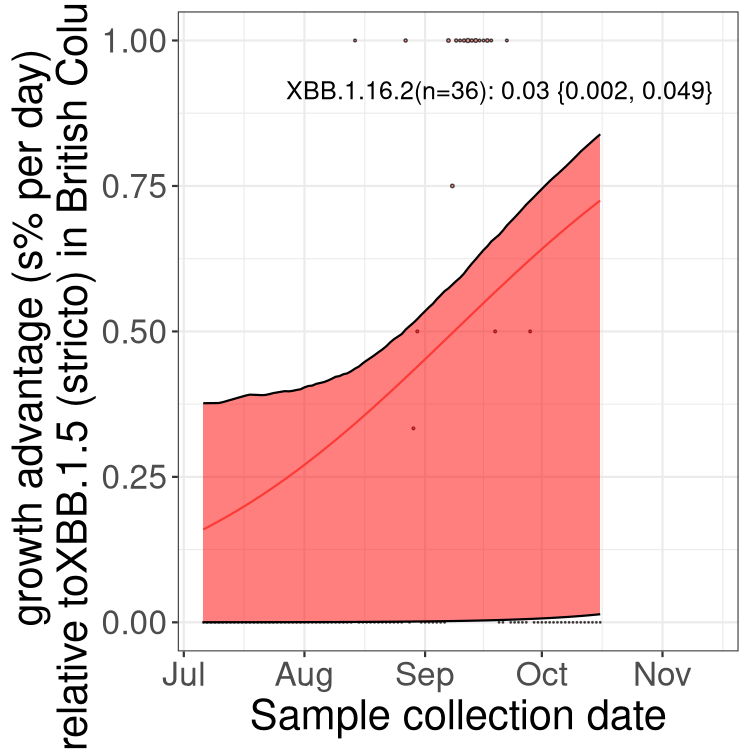 growth advantage (s% per day)
relative toXBB.1.5 (stricto) in British Colu
1.00
0.75
0.50
0.25
0.00
XBB.1.16.2(n=36): 0.03 {0.002, 0.049}
Jul Aug Sep Oct Nov
Sample collection date